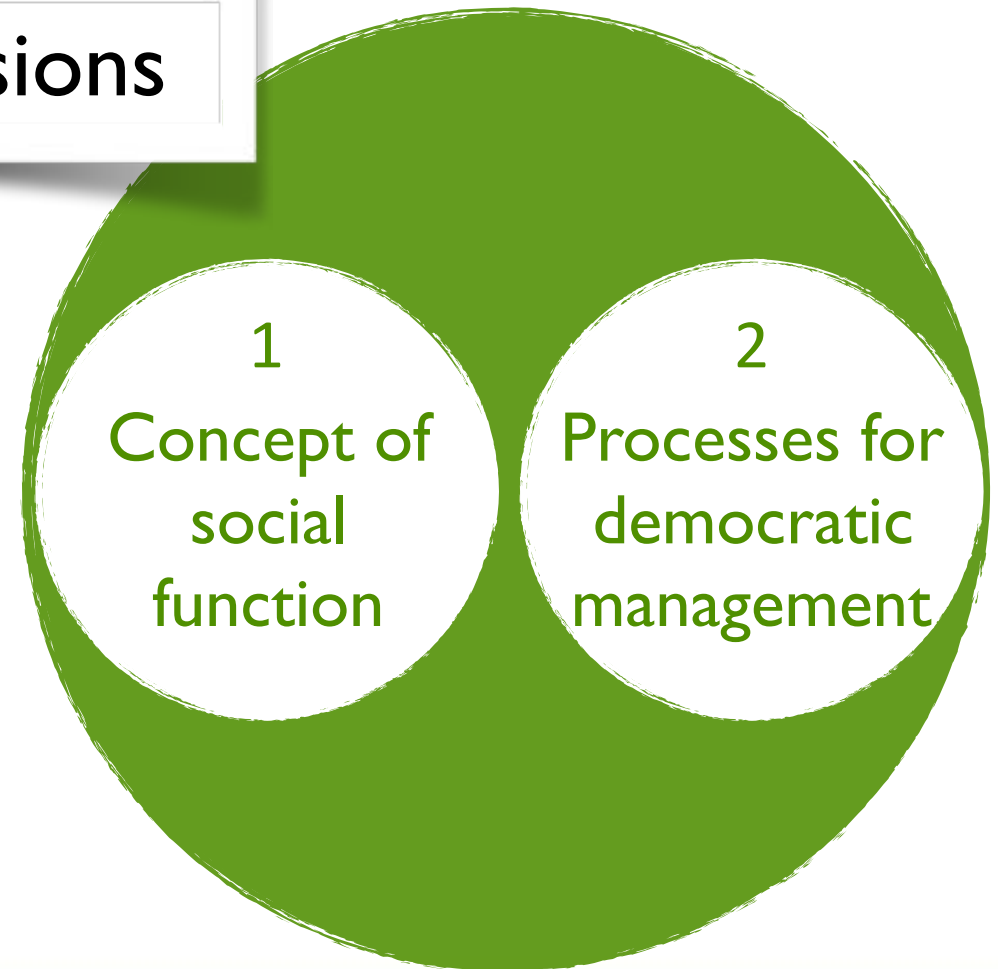 sions
1
Concept of
social
function
2
Processes for
democratic
management